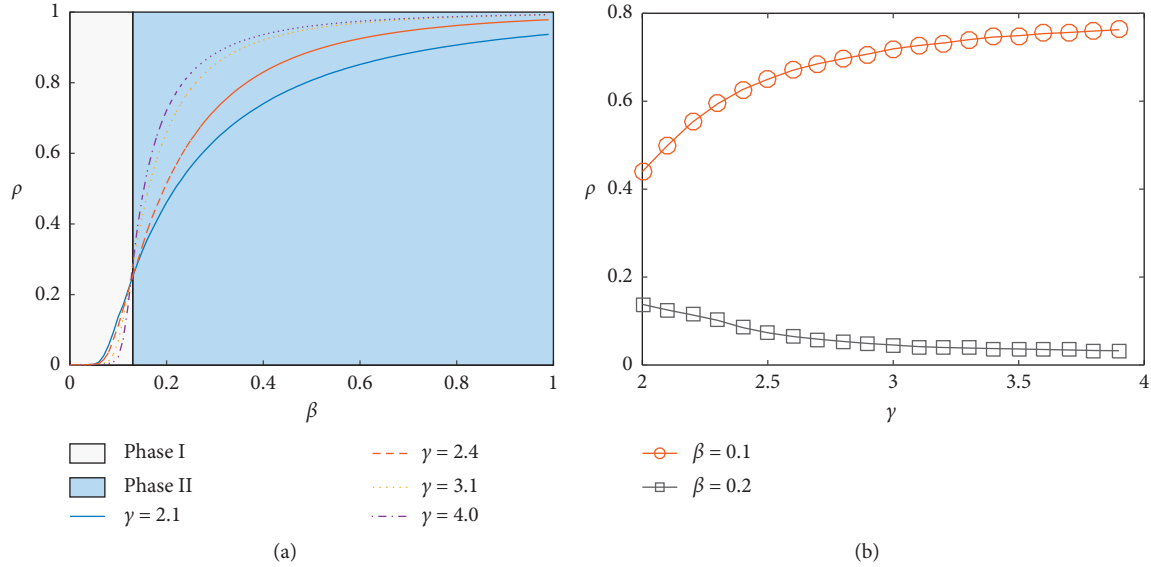 1
0.8
0.6
0.4
0.2
0
ρ
0 0.2 0.4 0.6 0.8 1
β
Phase I
Phase II
γ = 2.1
γ = 2.4
γ = 3.1
γ = 4.0
(a)
0.8
0.6
0.4
0.2
0
ρ
2 2.5 3 3.5 4
γ
β = 0.1
β = 0.2
(b)